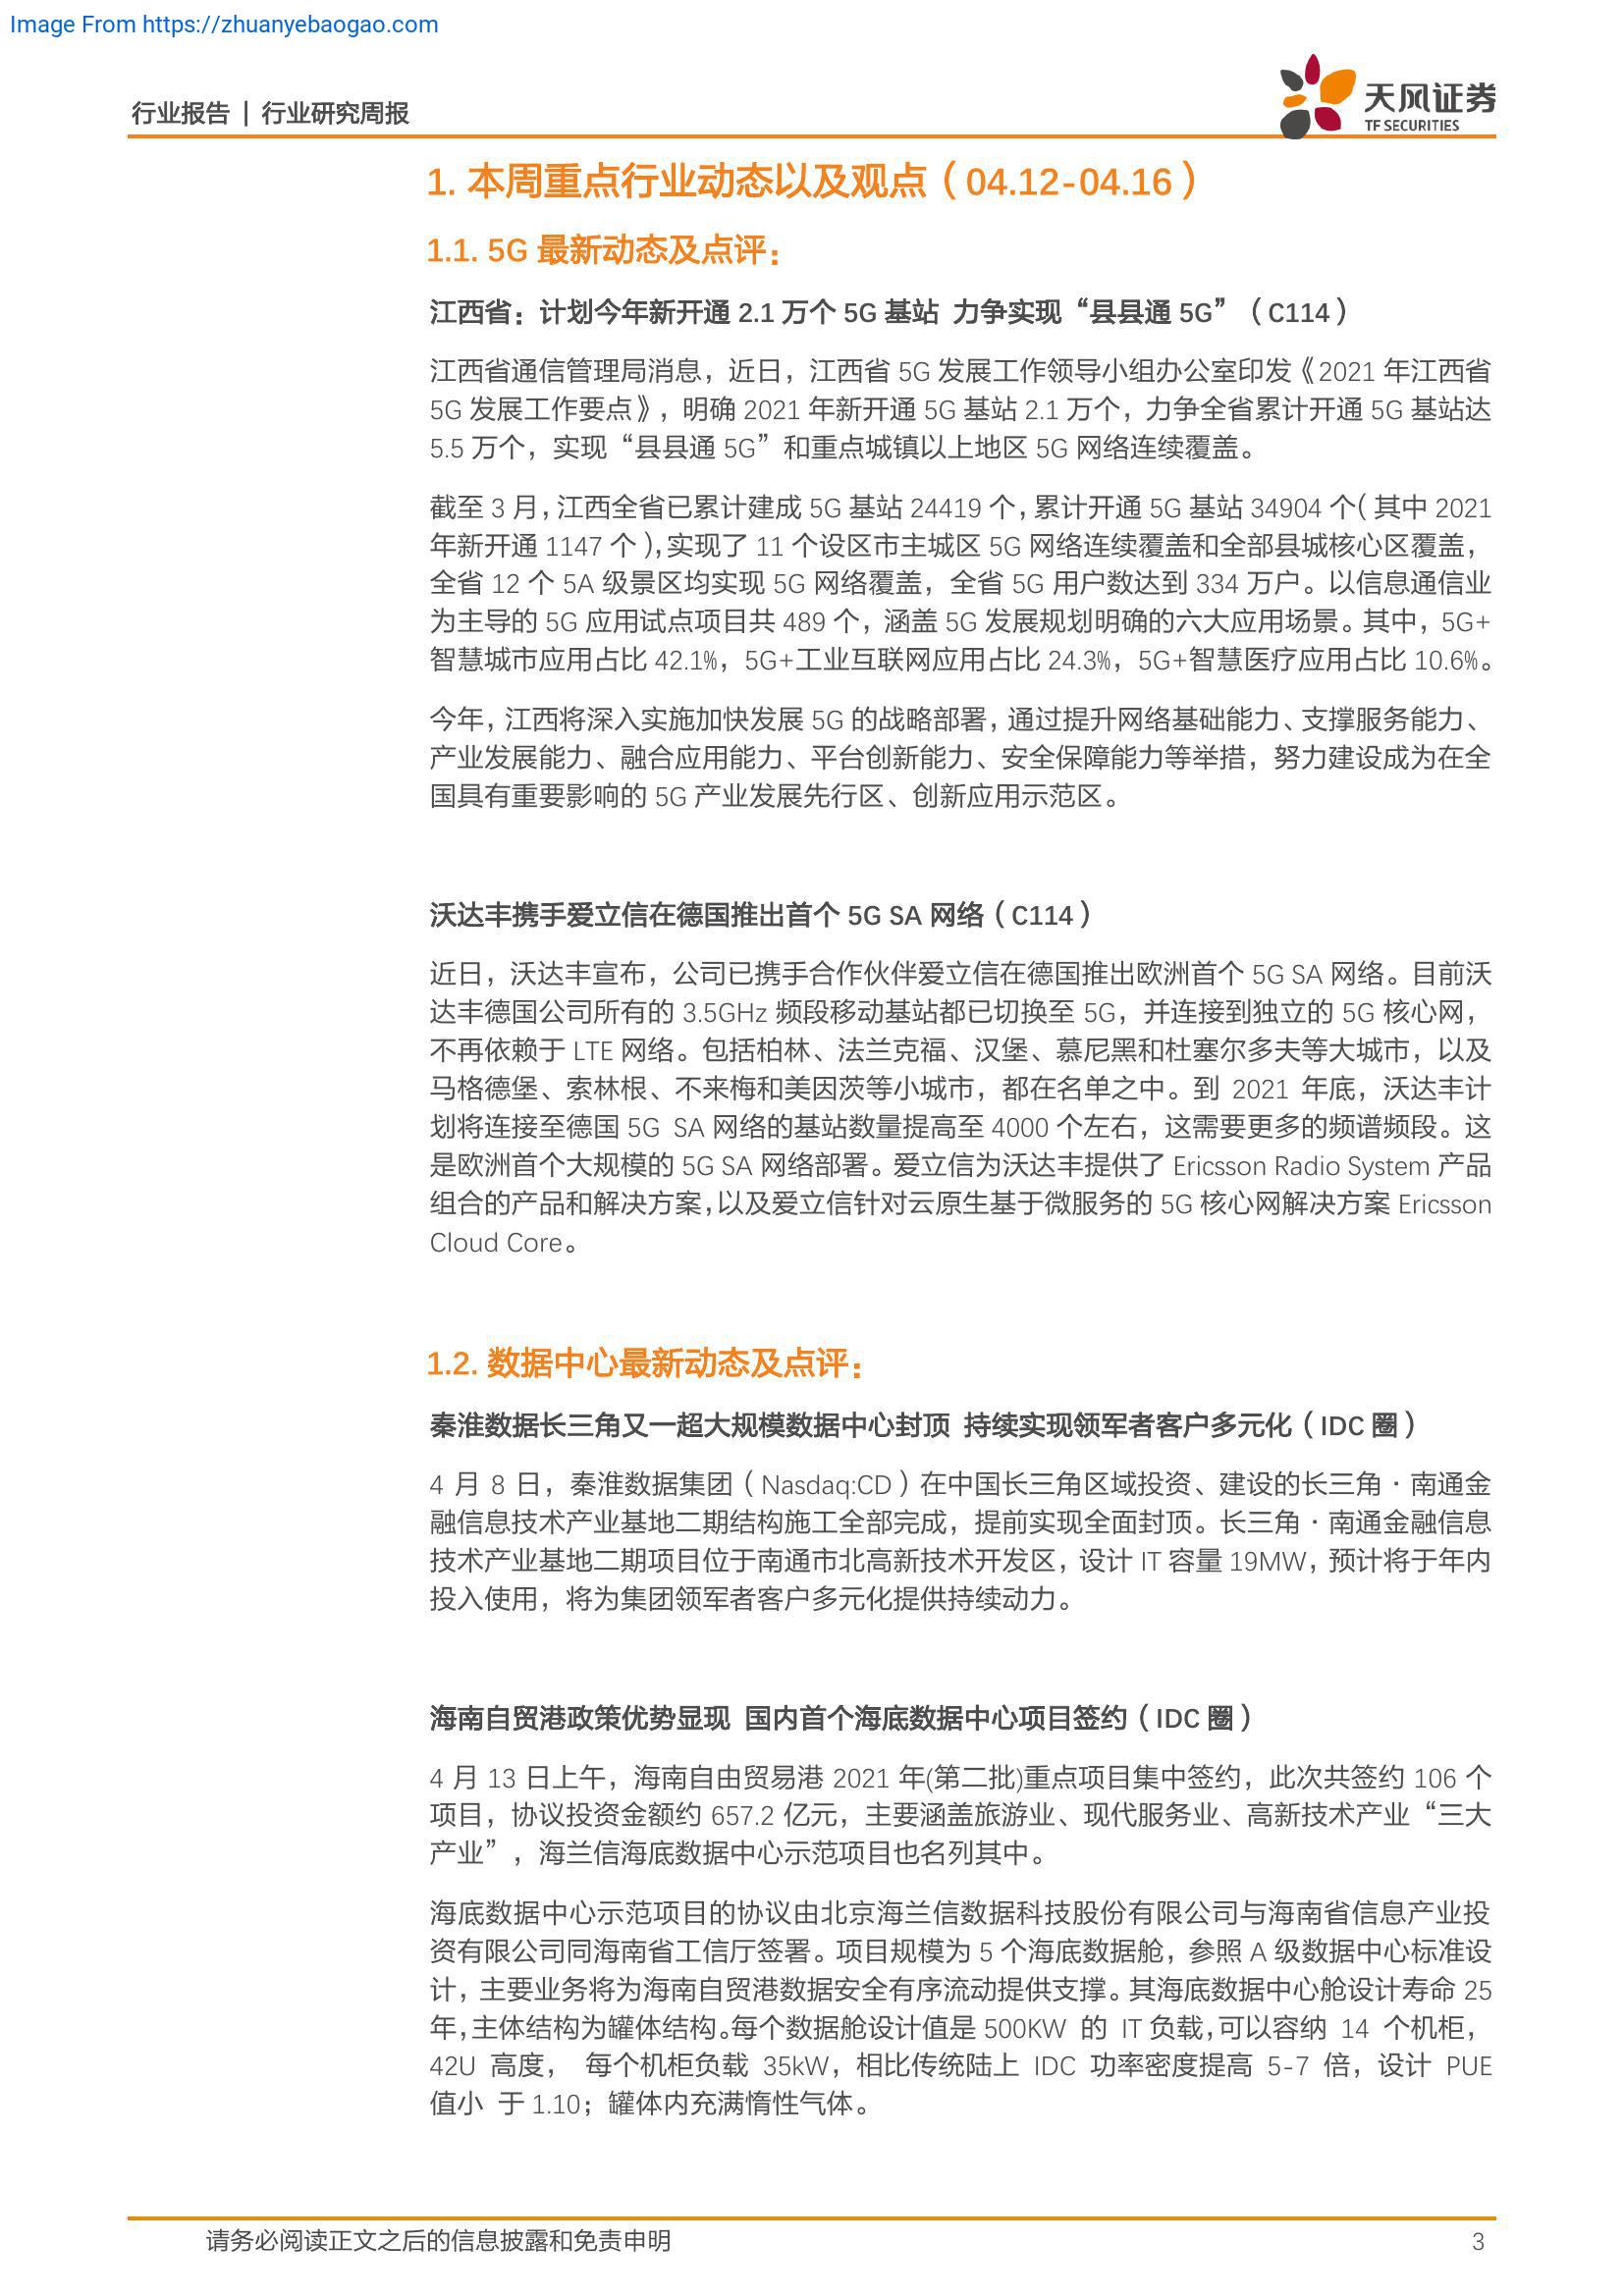 Image From https://zhuanyebaogao.com
行业报告 | 行业研究周报
天风证券
TF SECURITIES
1. 本周重点行业动态以及观点（04.12-04.16）
1.1. 5G 最新动态及点评：
江西省：计划今年新开通 2.1 万个 5G 基站 力争实现“县县通 5G”（C114）
江西省通信管理局消息，近日，江西省 5G 发展工作领导小组办公室印发《2021 年江西省
5G 发展工作要点》，明确 2021 年新开通 5G 基站 2.1 万个，力争全省累计开通 5G 基站达
5.5 万个，实现“县县通 5G”和重点城镇以上地区 5G 网络连续覆盖。
截至 3 月，江西全省已累计建成 5G 基站 24419 个，累计开通 5G 基站 34904 个（其中 2021
年新开通 1147 个），实现了 11 个设区市主城区 5G 网络连续覆盖和全部县城核心区覆盖，
全省 12 个 5A 级景区均实现 5G 网络覆盖，全省 5G 用户数达到 334 万户。以信息通信业
为主导的 5G 应用试点项目共 489 个，涵盖 5G 发展规划明确的六大应用场景。其中，5G+
智慧城市应用占比 42.1%，5G+工业互联网应用占比 24.3%，5G+智慧医疗应用占比 10.6%。
今年，江西将深入实施加快发展 5G 的战略部署，通过提升网络基础能力、支撑服务能力、
产业发展能力、融合应用能力、平台创新能力、安全保障能力等举措，努力建设成为在全
国具有重要影响的 5G 产业发展先行区、创新应用示范区。
沃达丰携手爱立信在德国推出首个 5G SA 网络（C114）
近日，沃达丰宣布，公司已携手合作伙伴爱立信在德国推出欧洲首个 5G SA 网络。目前沃
达丰德国公司所有的 3.5GHz 频段移动基站都已切换至 5G，并连接到独立的 5G 核心网，
不再依赖于 LTE 网络。包括柏林、法兰克福、汉堡、慕尼黑和杜塞尔多夫等大城市，以及
马格德堡、索林根、不来梅和美因茨等小城市，都在名单之中。到 2021 年底，沃达丰计
划将连接至德国 5G SA 网络的基站数量提高至 4000 个左右，这需要更多的频谱频段。这
是欧洲首个大规模的 5G SA 网络部署。爱立信为沃达丰提供了 Ericsson Radio System 产品
组合的产品和解决方案，以及爱立信针对云原生基于微服务的 5G 核心网解决方案 Ericsson
Cloud Core。
1.2. 数据中心最新动态及点评：
秦淮数据长三角又一超大规模数据中心封顶 持续实现领军者客户多元化（IDC 圈）
4 月 8 日，秦淮数据集团（Nasdaq:CD）在中国长三角区域投资、建设的长三角·南通金
融信息技术产业基地二期结构施工全部完成，提前实现全面封顶。长三角·南通金融信息
技术产业基地二期项目位于南通市北高新技术开发区，设计 IT 容量 19MW，预计将于年内
投入使用，将为集团领军者客户多元化提供持续动力。
海南自贸港政策优势显现 国内首个海底数据中心项目签约（IDC 圈）
4 月 13 日上午，海南自由贸易港 2021 年(第二批)重点项目集中签约，此次共签约 106 个
项目，协议投资金额约 657.2 亿元，主要涵盖旅游业、现代服务业、高新技术产业“三大
产业”，海兰信海底数据中心示范项目也名列其中。
海底数据中心示范项目的协议由北京海兰信数据科技股份有限公司与海南省信息产业投
资有限公司同海南省工信厅签署。项目规模为 5 个海底数据舱，参照 A 级数据中心标准设
计，主要业务将为海南自贸港数据安全有序流动提供支撑。其海底数据中心舱设计寿命 25
年，主体结构为罐体结构。每个数据舱设计值是 500KW 的 IT 负载，可以容纳 14 个机柜，
42U 高度， 每个机柜负载 35kW，相比传统陆上 IDC 功率密度提高 5-7 倍，设计 PUE
值小 于 1.10；罐体内充满惰性气体。
请务必阅读正文之后的信息披露和免责申明
3